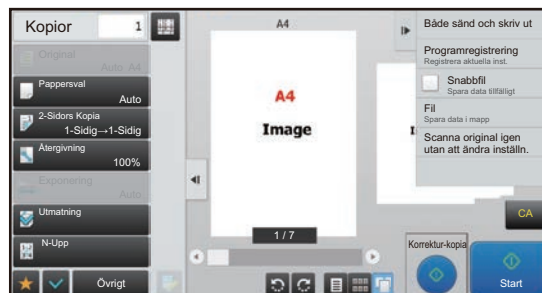 Kopior
1
Original
Auto A4
Pappersval
Auto
2-Sidors Kopia
1-Sidig→1-Sidig
Återgivning
100%
Exponering
Auto
Utmatning
N-Upp
Övrigt
A4
A4
Image
1 / 7
Både sänd och skriv ut
Programregistrering
Registrera aktuella inst.
Snabbfil
Spara data tillfälligt
Fil
Spara data i mapp
Scanna original igen
utan att ändra inställn.
CA
Korrektur-kopia
Start